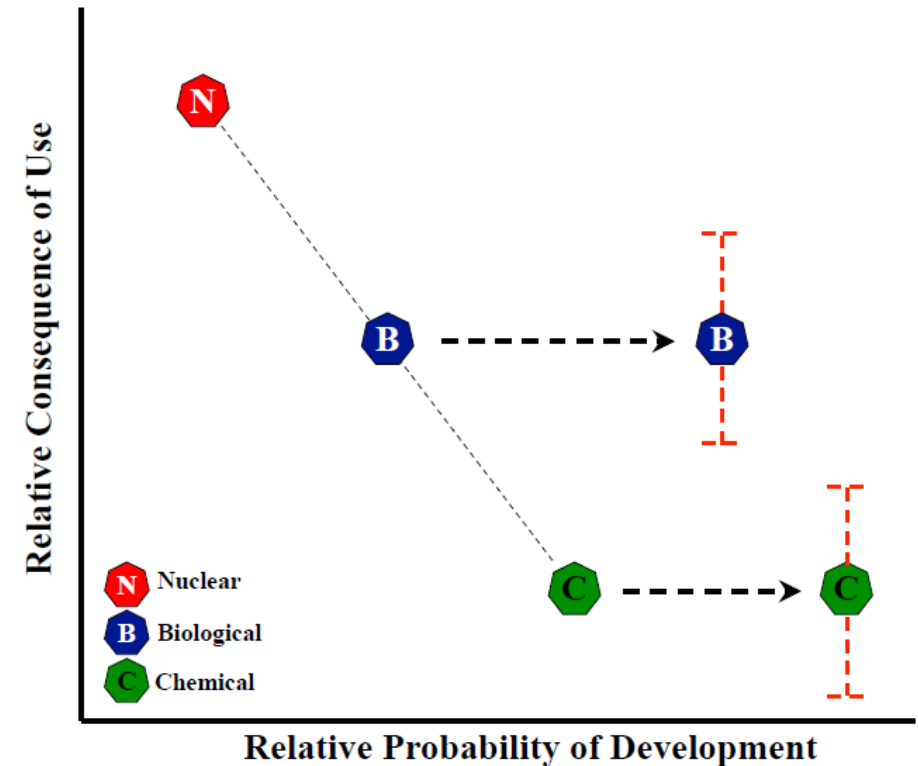 N
Relative Consequence of Use
B
B
C
C
N Nuclear
B Biological
C Chemical
Relative Probability of Development